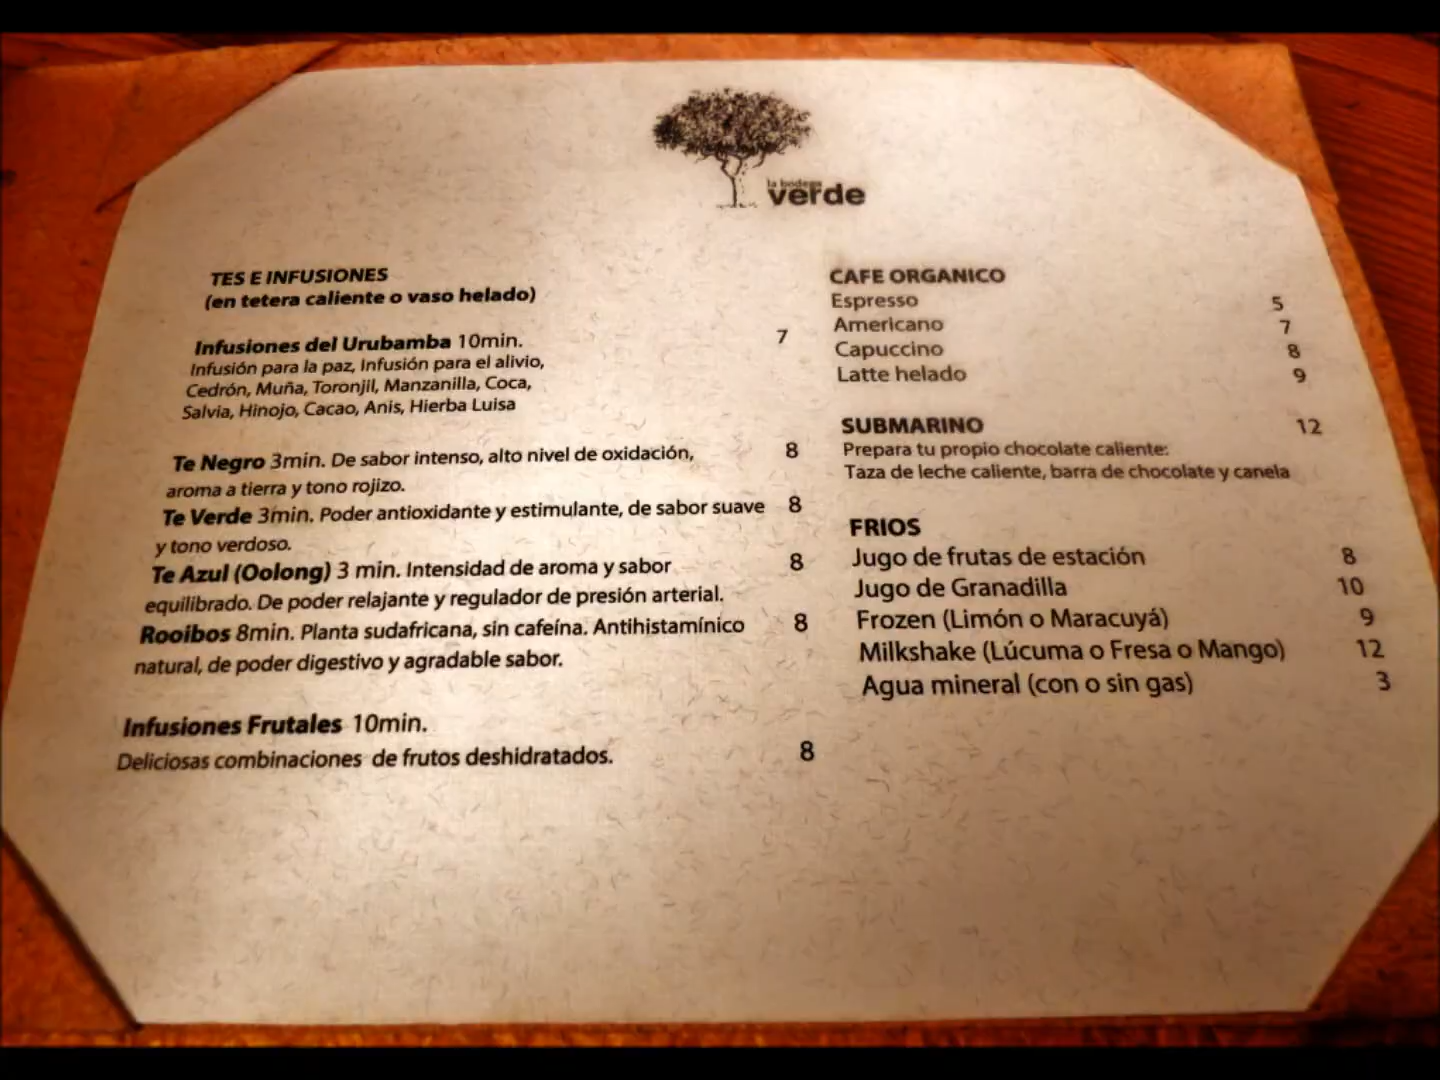 la bodega
verde
TES E INFUSIONES
(en tetera caliente o vaso helado)
Infusiones del Urubamba 10min. 7
Infusión para la paz, Infusión para el alivio,
Cedrón, Muña, Toronjil, Manzanilla, Coca,
Salvia, Hinojo, Cacao, Anis, Hierba Luisa
Te Negro 3min. De sabor intenso, alto nivel de oxidación, 8
aroma a tierra y tono rojizo.
Te Verde 3min. Poder antioxidante y estimulante, de sabor suave 8
y tono verdoso.
Te Azul (Oolong) 3 min. Intensidad de aroma y sabor 8
equilibrado. De poder relajante y regulador de presión arterial.
Rooibos 8min. Planta sudafricana, sin cafeína. Antihistamínico 8
natural, de poder digestivo y agradable sabor.
Infusiones Frutales 10min.
Deliciosas combinaciones de frutos deshidratados. 8
CAFE ORGANICO
Espresso 5
Americano 7
Capuccino 8
Latte helado 9
SUBMARINO 12
Prepara tu propio chocolate caliente:
Taza de leche caliente, barra de chocolate y canela
FRIOS
Jugo de frutas de estación 8
Jugo de Granadilla 10
Frozen (Limón o Maracuyá) 9
Milkshake (Lúcuma o Fresa o Mango) 12
Agua mineral (con o sin gas) 3